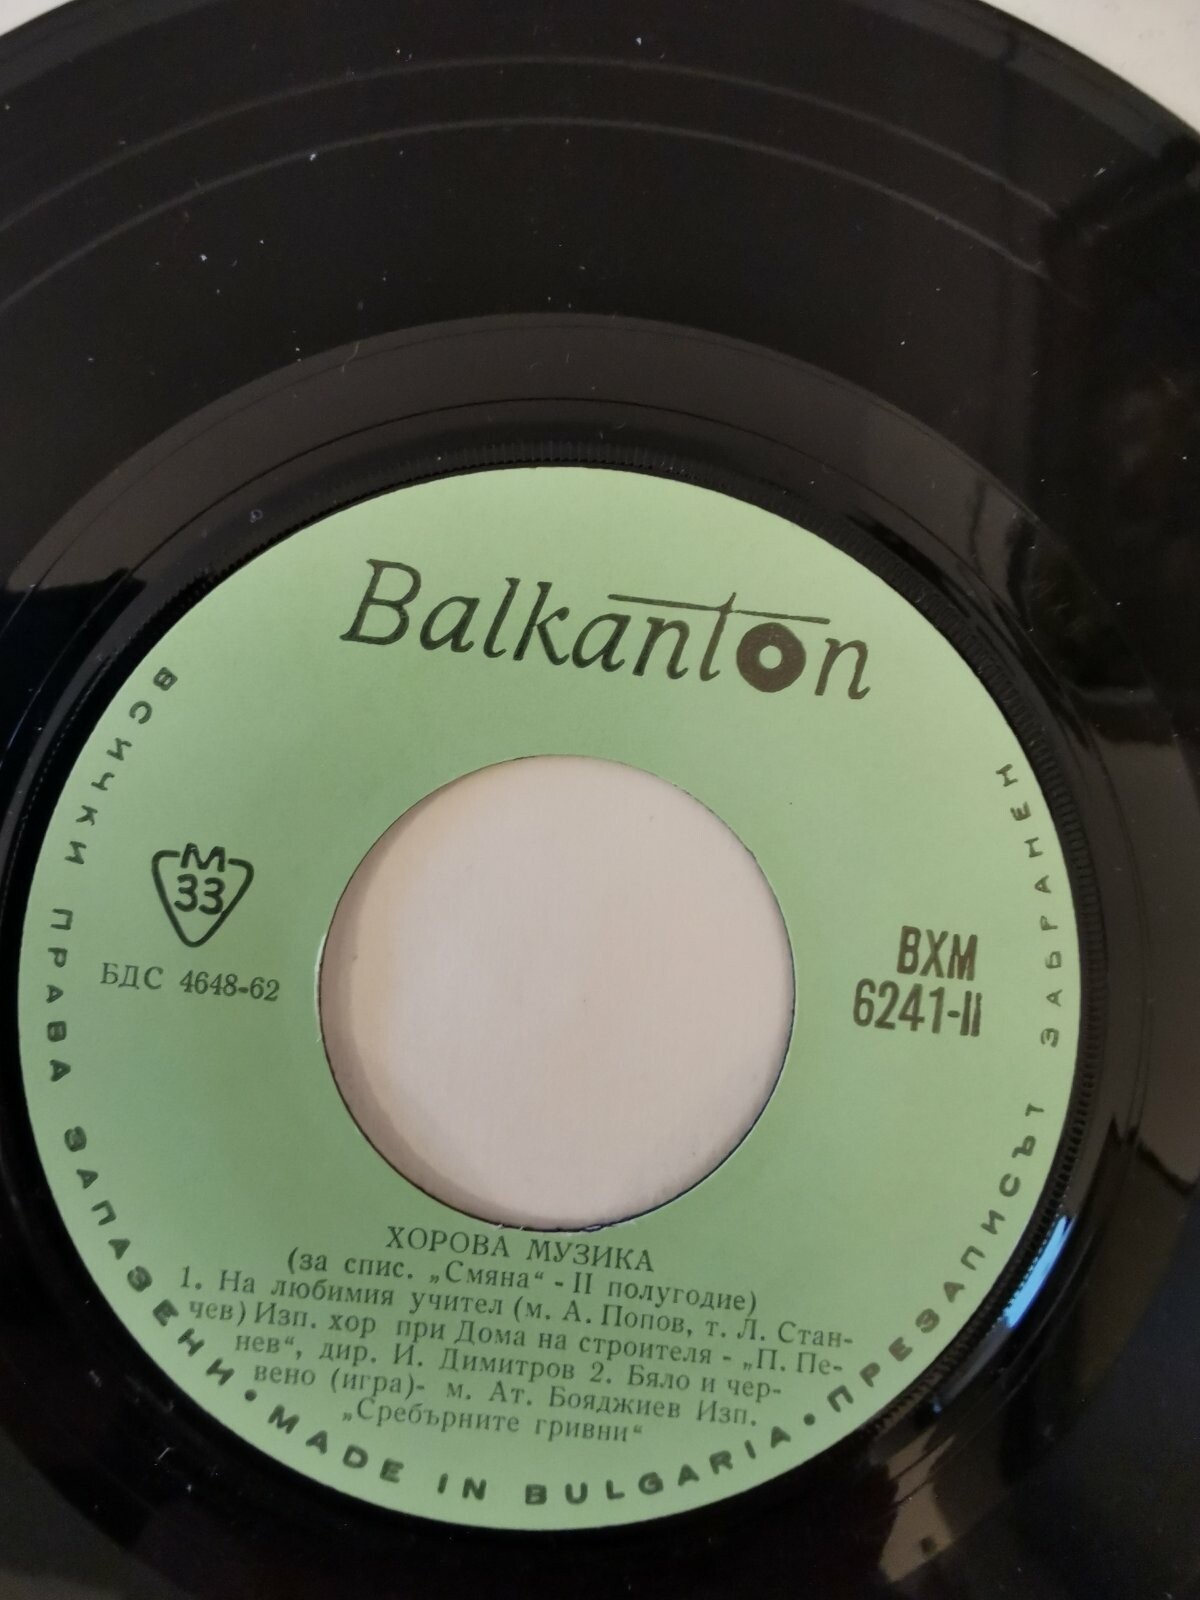 Balkanton
М
33
БДС 4648-62
ВХМ
6241-II
ХОРОВА МУЗИКА
(за спис. „Смяна“ - II полугодие)
1. На любимия учител (м. А. Попов, т. Л. Стан-
чев) Изп. хор при Дома на строителя - „П. Пе-
нев“, дир. И. Димитров 2. Бяло и чер-
вено (игра)- м. Ат. Бояджиев Изп.
„Сребърните гривни“
ВСИЧКИ ПРАВА ЗАПАЗЕНИ • MADE IN BULGARIA • ПРЕЗАПИСЪТ ЗАБРАНЕН